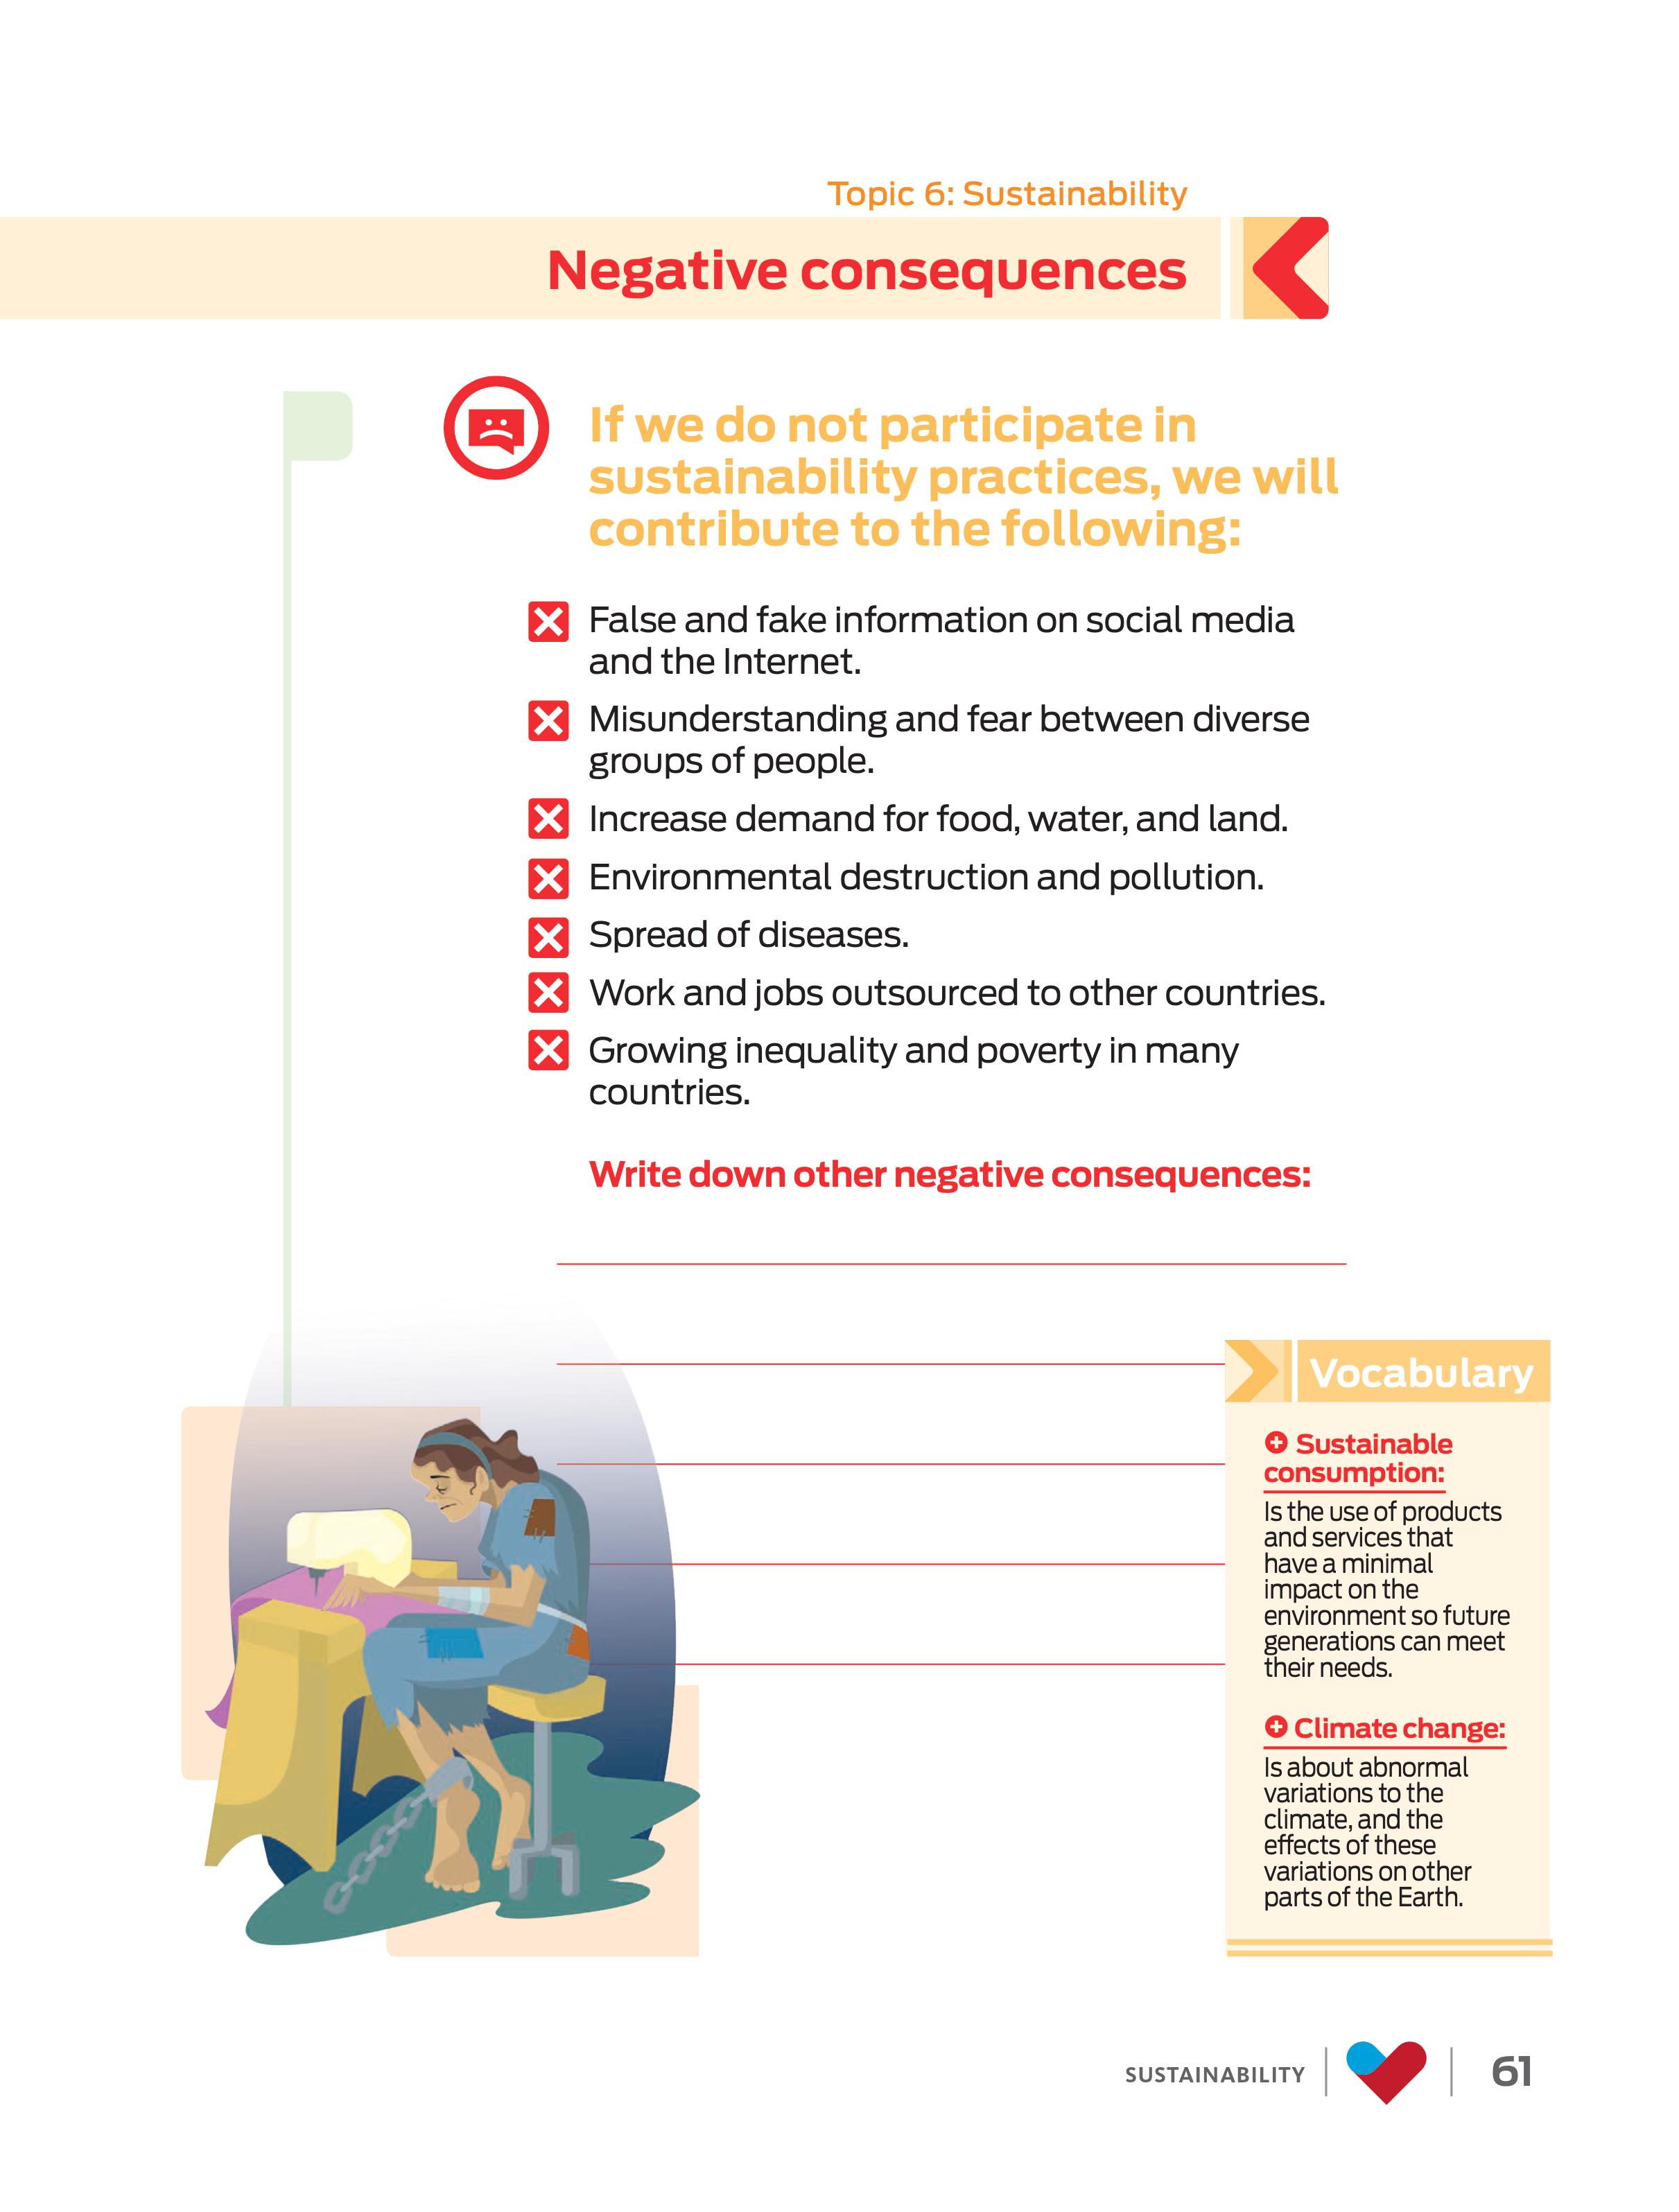 Topic 6: Sustainability
Negative consequences
If we do not participate in
sustainability practices, we will
contribute to the following:
False and fake information on social media
and the Internet.
Misunderstanding and fear between diverse
groups of people.
Increase demand for food, water, and land.
Environmental destruction and pollution.
Spread of diseases.
Work and jobs outsourced to other countries.
Growing inequality and poverty in many
countries.
Write down other negative consequences:
Vocabulary
Sustainable
consumption:
Is the use of products
and services that
have a minimal
impact on the
environment so future
generations can meet
their needs.
Climate change:
Is about abnormal
variations to the
climate, and the
effects of these
variations on other
parts of the Earth.
SUSTAINABILITY
61